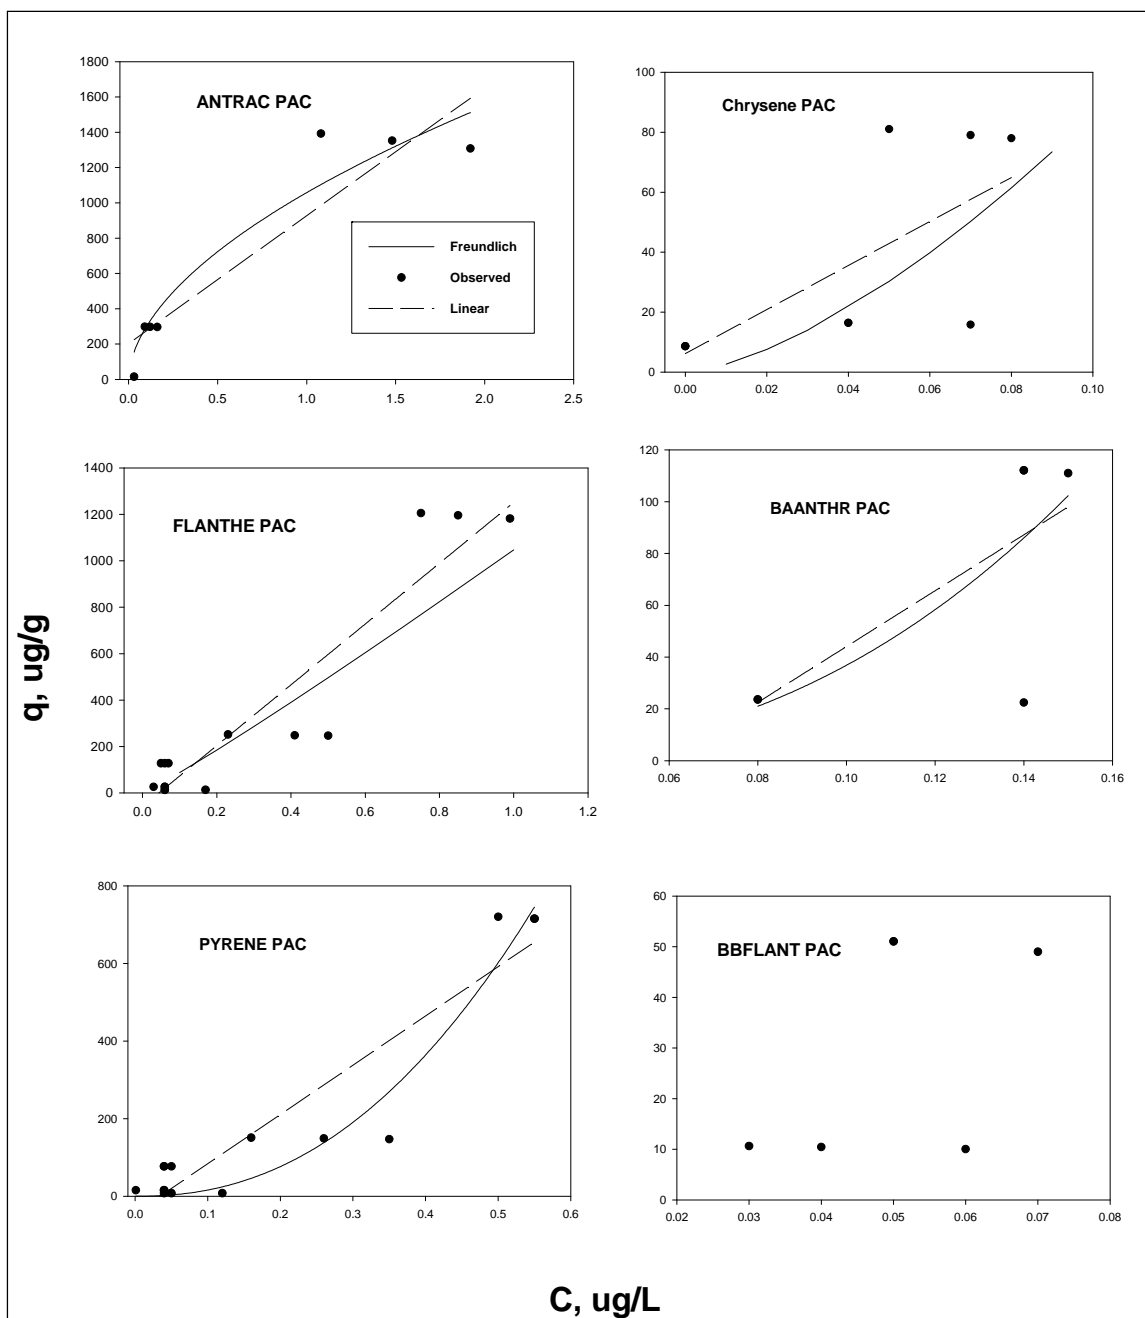 1800
1600
1400
1200
1000
800
600
400
200
0
ANTRAC PAC
Freundlich
Observed
Linear
0.0 0.5 1.0 1.5 2.0 2.5
100
80
60
40
20
0
Chrysene PAC
0.00 0.02 0.04 0.06 0.08 0.10
1400
1200
1000
800
600
400
200
0
FLANTHE PAC
0.0 0.2 0.4 0.6 0.8 1.0 1.2
120
100
80
60
40
20
0
BAANTHR PAC
0.06 0.08 0.10 0.12 0.14 0.16
q, ug/g
800
600
400
200
0
PYRENE PAC
0.0 0.1 0.2 0.3 0.4 0.5 0.6
60
50
40
30
20
10
0
BBFLANT PAC
0.02 0.03 0.04 0.05 0.06 0.07 0.08
C, ug/L